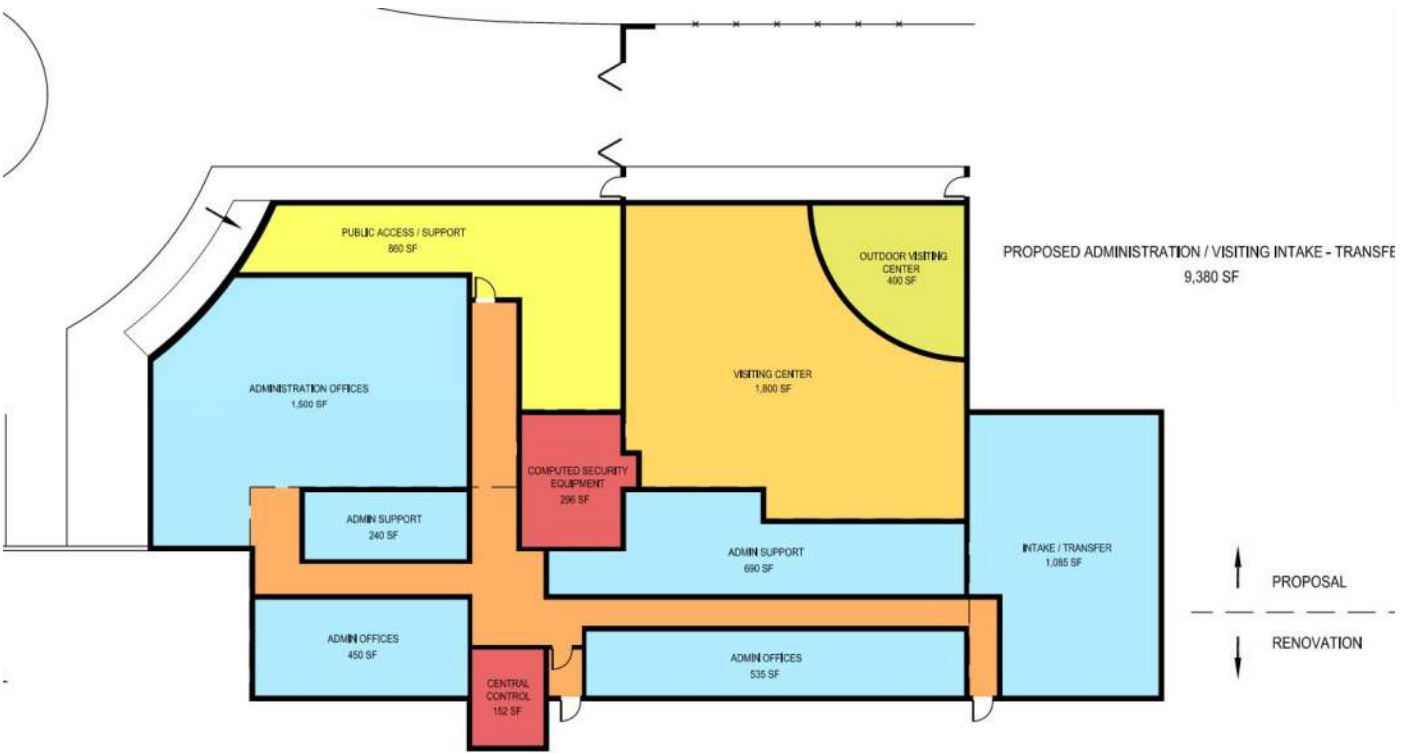 PUBLIC ACCESS / SUPPORT
860 SF
OUTDOOR VISITING
CENTER
400 SF
PROPOSED ADMINISTRATION / VISITING INTAKE - TRANSFE
9,380 SF
ADMINISTRATION OFFICES
1,500 SF
VISITING CENTER
1,800 SF
COMPUTED SECURITY
EQUIPMENT
296 SF
ADMIN SUPPORT
240 SF
ADMIN SUPPORT
690 SF
INTAKE / TRANSFER
1,085 SF
PROPOSAL
RENOVATION
ADMIN OFFICES
450 SF
ADMIN OFFICES
535 SF
CENTRAL
CONTROL
152 SF